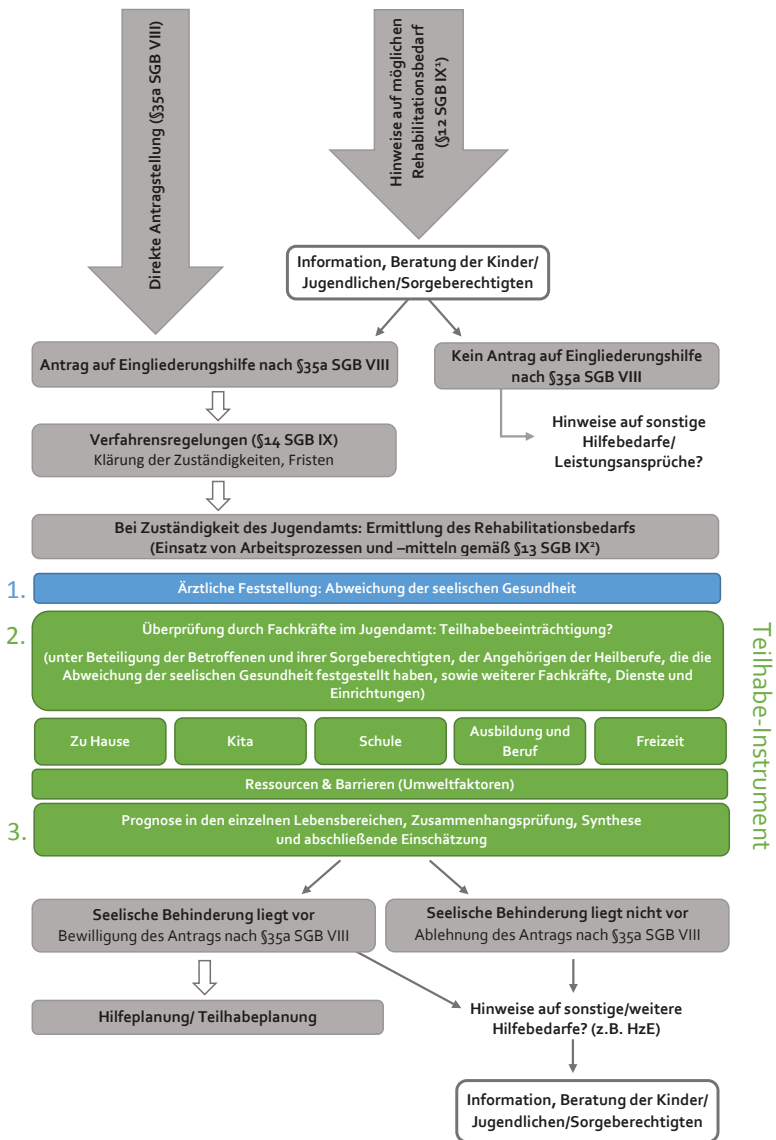 Direkte Antragstellung (§35a SGB VIII)
Hinweise auf möglichen
Rehabilitationsbedarf
(§12 SGB IX¹)
Information, Beratung der Kinder/
Jugendlichen/Sorgeberechtigten
Antrag auf Eingliederungshilfe nach §35a SGB VIII
Kein Antrag auf Eingliederungshilfe
nach §35a SGB VIII
Verfahrensregelungen (§14 SGB IX)
Klärung der Zuständigkeiten, Fristen
Hinweise auf sonstige
Hilfebedarfe/
Leistungsansprüche?
Bei Zuständigkeit des Jugendamts: Ermittlung des Rehabilitationsbedarfs
(Einsatz von Arbeitsprozessen und –mitteln gemäß §13 SGB IX²)
1.
Ärztliche Feststellung: Abweichung der seelischen Gesundheit
2.
Überprüfung durch Fachkräfte im Jugendamt: Teilhabebeeinträchtigung?
(unter Beteiligung der Betroffenen und ihrer Sorgeberechtigten, der Angehörigen der Heilberufe, die die
Abweichung der seelischen Gesundheit festgestellt haben, sowie weiterer Fachkräfte, Dienste und
Einrichtungen)
Zu Hause
Kita
Schule
Ausbildung und
Beruf
Freizeit
Ressourcen & Barrieren (Umweltfaktoren)
3.
Prognose in den einzelnen Lebensbereichen, Zusammenhangsprüfung, Synthese
und abschließende Einschätzung
Teilhabe-Instrument
Seelische Behinderung liegt vor
Bewilligung des Antrags nach §35a SGB VIII
Seelische Behinderung liegt nicht vor
Ablehnung des Antrags nach §35a SGB VIII
Hilfeplanung/ Teilhabeplanung
Hinweise auf sonstige/weitere
Hilfebedarfe? (z.B. HzE)
Information, Beratung der Kinder/
Jugendlichen/Sorgeberechtigten